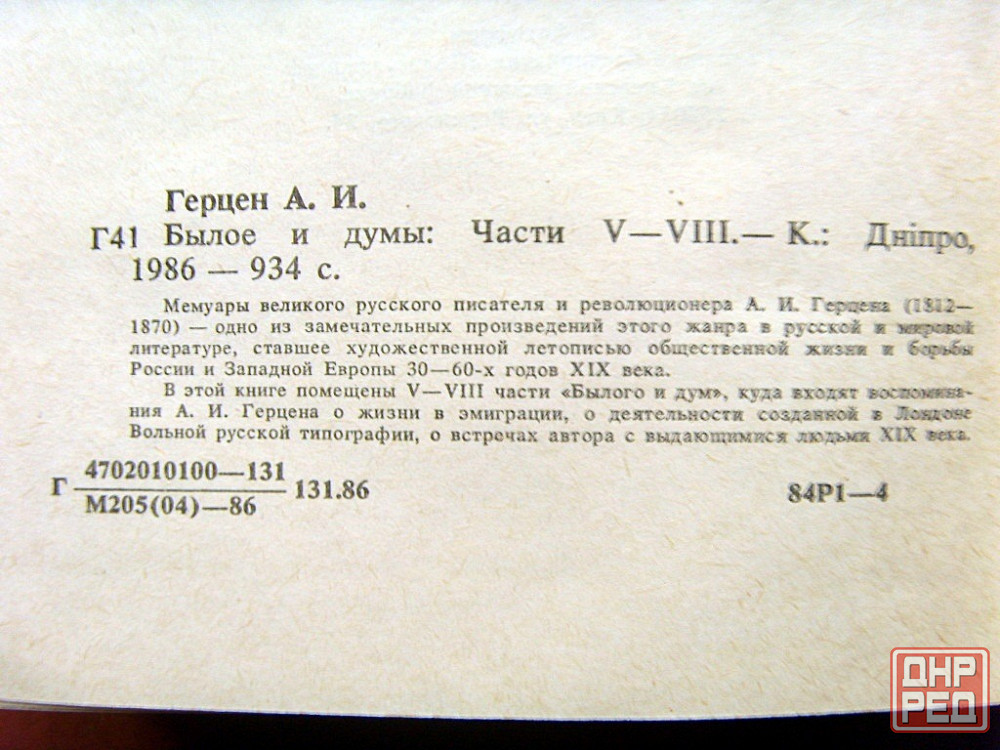 Герцен А. И.
Г41 Былое и думы: Части V—VIII.— К.: Дніпро,
1986 — 934 с.
Мемуары великого русского писателя и революционера А. И. Герцена (1812—
1870) — одно из замечательных произведений этого жанра в русской и мировой
литературе, ставшее художественной летописью общественной жизни и борьбы
России и Западной Европы 30—60-х годов XIX века.
В этой книге помещены V—VIII части «Былого и дум», куда входят воспомина-
ния А. И. Герцена о жизни в эмиграции, о деятельности созданной в Лондоне
Вольной русской типографии, о встречах автора с выдающимися людьми XIX века.
Г 4702010100—131 131.86 84Р1—4
М205(04)—86
ДНР
РЕД